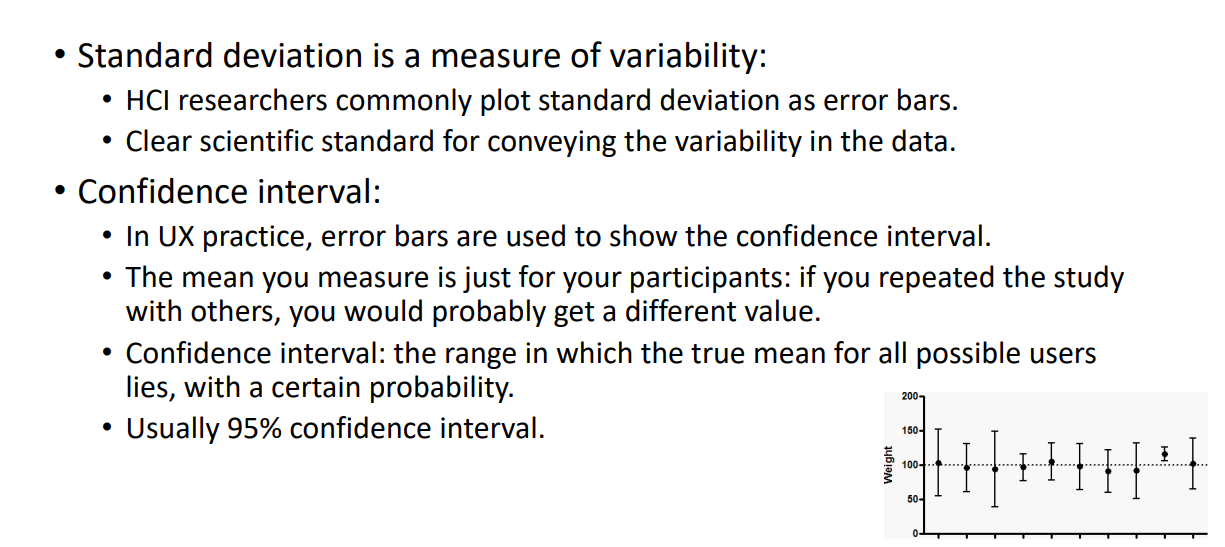 • Standard deviation is a measure of variability:
• HCI researchers commonly plot standard deviation as error bars.
• Clear scientific standard for conveying the variability in the data.
• Confidence interval:
• In UX practice, error bars are used to show the confidence interval.
• The mean you measure is just for your participants: if you repeated the study
with others, you would probably get a different value.
• Confidence interval: the range in which the true mean for all possible users
lies, with a certain probability.
• Usually 95% confidence interval.
Weight
200
150
100
50
0